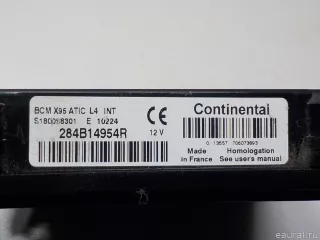 BCM X95 ATIC L4 INT
S180098301 E 10224
284B14954R
CE
12 V
Continental
Made in France
Homologation See users manual
eaural.ru